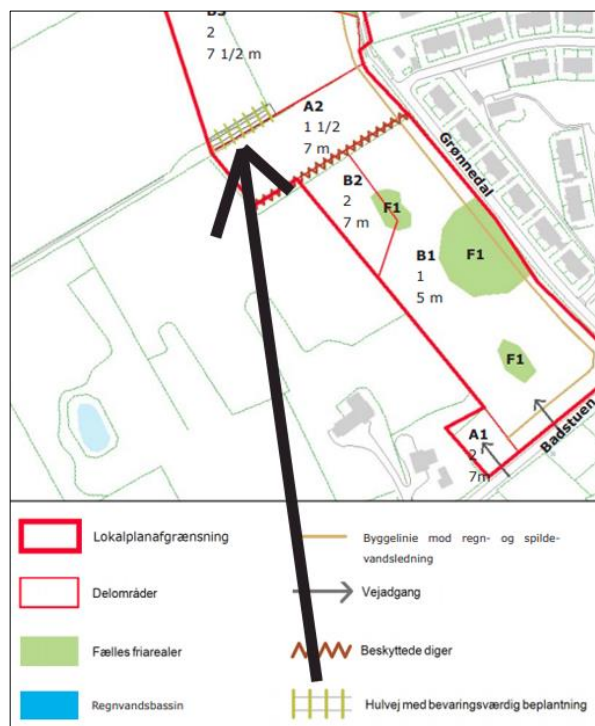 B3
2
7 1/2 m
A2
1 1/2
7 m
Grønnedal
B2
2
7 m
F1
B1
1
5 m
F1
F1
Badstuen
A1
2
7m
Lokalplanafgrænsning
Byggelinie mod regn- og spilde-
vandsledning
Delområder
Vejadgang
Fælles friarealer
Beskyttede diger
Regnvandsbassin
Hulvej med bevaringsværdig beplantning